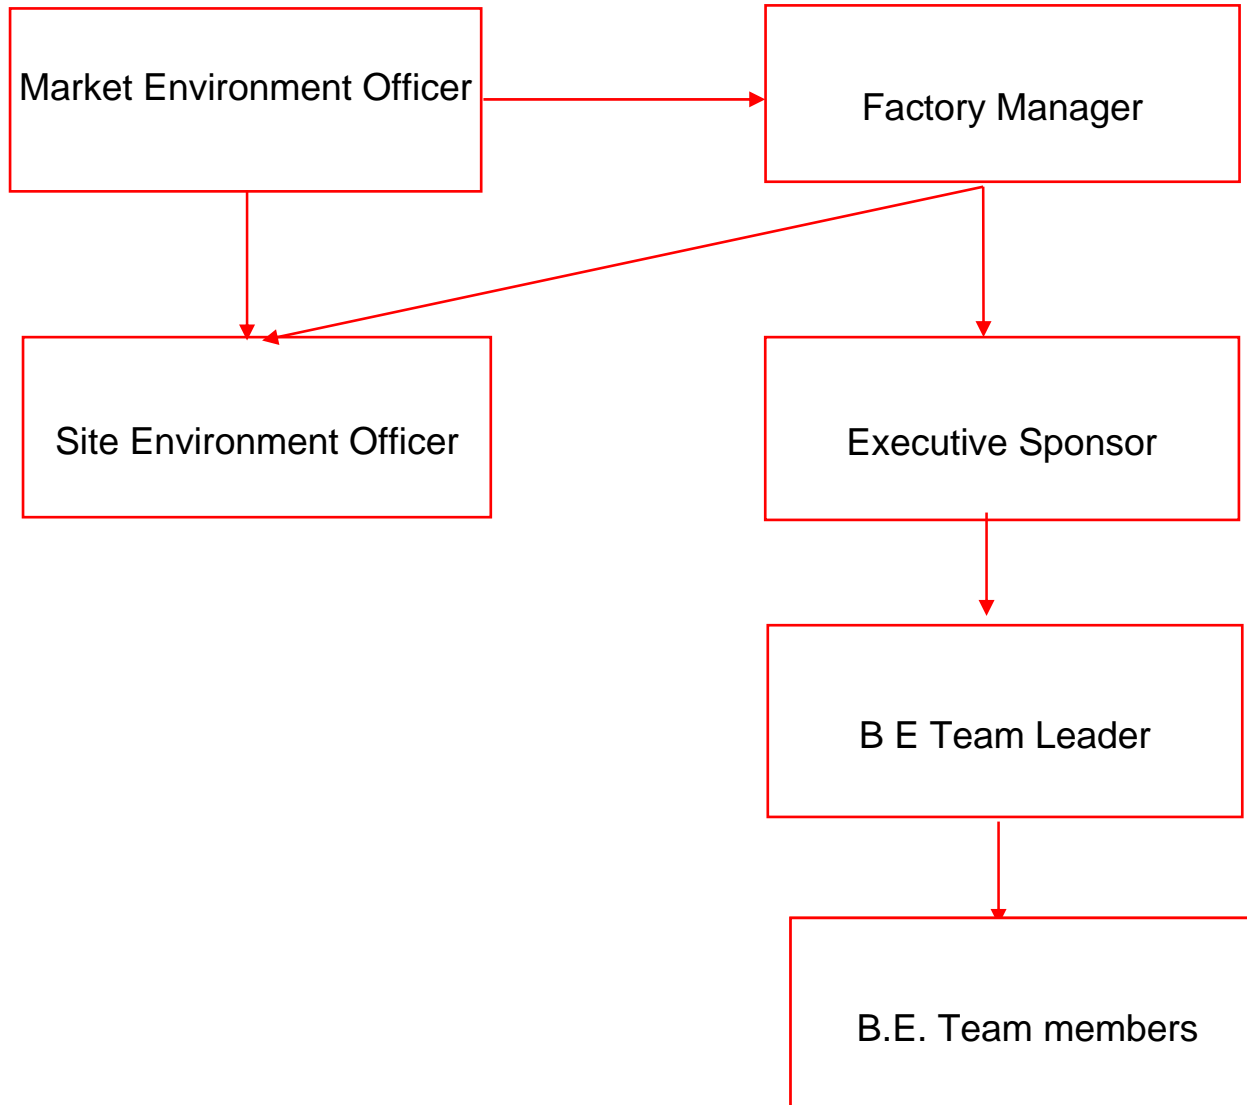 Market Environment Officer
Factory Manager
Site Environment Officer
Executive Sponsor
B E Team Leader
B.E. Team members